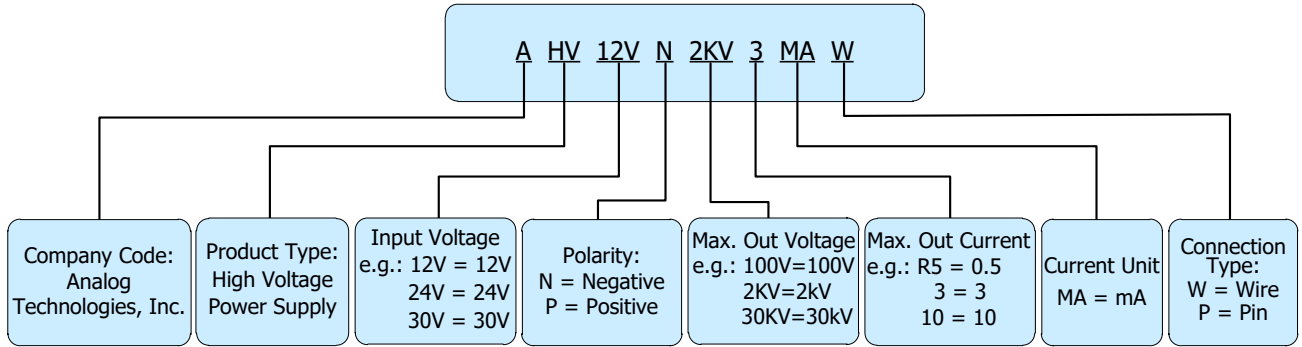 A HV 12V N 2KV 3 MA W
Company Code:
Analog
Technologies, Inc.
Product Type:
High Voltage
Power Supply
Input Voltage
e.g.: 12V = 12V
24V = 24V
30V = 30V
Polarity:
N = Negative
P = Positive
Max. Out Voltage
e.g.: 100V=100V
2KV=2kV
30KV=30kV
Max. Out Current
e.g.: R5 = 0.5
3 = 3
10 = 10
Current Unit
MA = mA
Connection
Type:
W = Wire
P = Pin